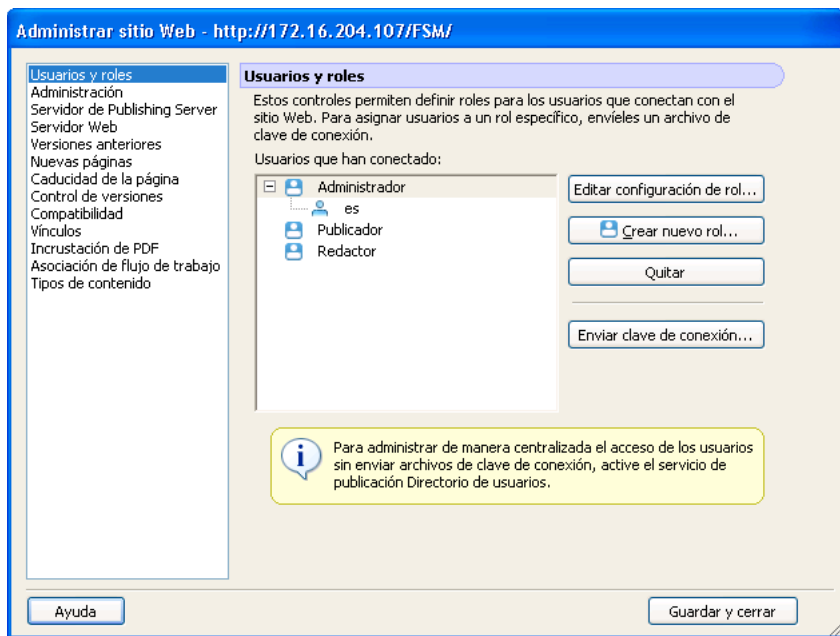 Administrar sitio Web - http://172.16.204.107/FSM/
Usuarios y roles
Administración
Servidor de Publishing Server
Servidor Web
Versiones anteriores
Nuevas páginas
Caducidad de la página
Control de versiones
Compatibilidad
Vínculos
Incrustación de PDF
Asociación de flujo de trabajo
Tipos de contenido
Usuarios y roles
Estos controles permiten definir roles para los usuarios que conectan con el
sitio Web. Para asignar usuarios a un rol específico, envíeles un archivo de
clave de conexión.
Usuarios que han conectado:
Administrador
es
Publicador
Redactor
Editar configuración de rol...
Crear nuevo rol...
Quitar
Enviar clave de conexión...
Para administrar de manera centralizada el acceso de los usuarios
sin enviar archivos de clave de conexión, active el servicio de
publicación Directorio de usuarios.
Ayuda
Guardar y cerrar